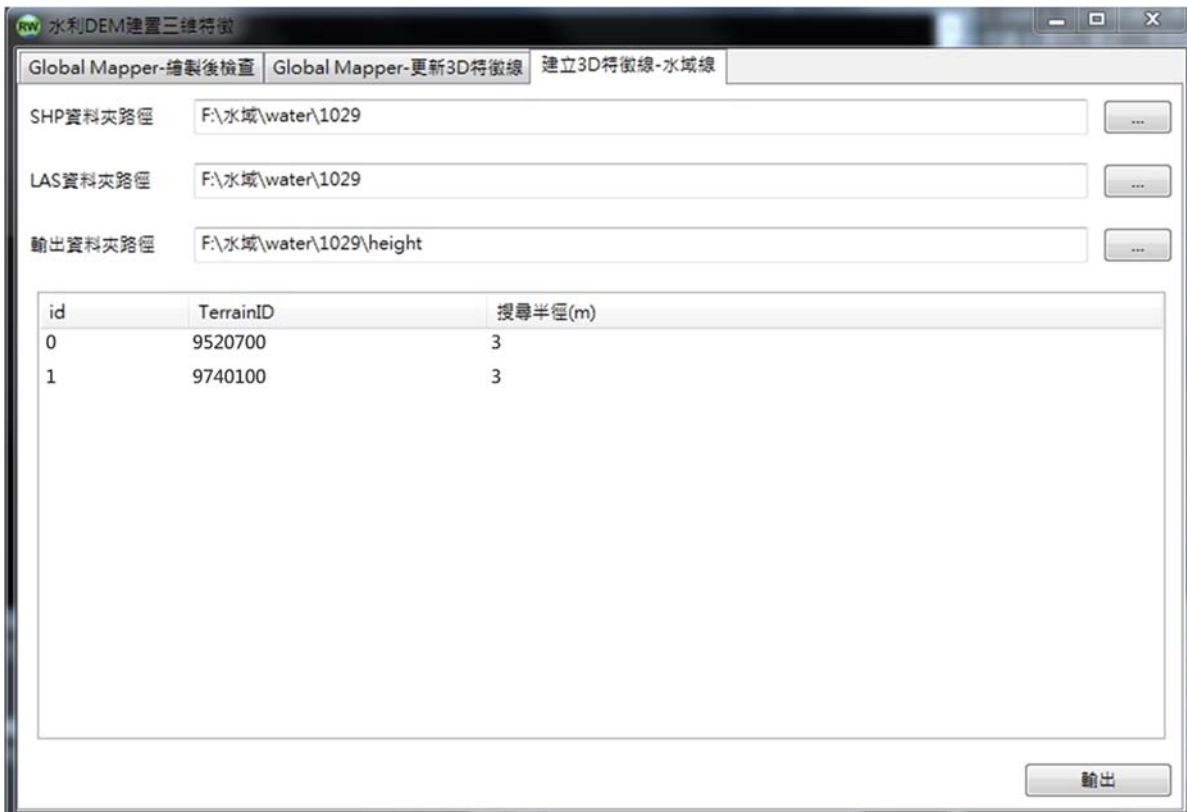 RW 水利DEM建置三維特徵
Global Mapper-繪製後檢查 Global Mapper-更新3D特徵線 建立3D特徵線-水域線
SHP資料夾路徑 F:\水域\water\1029 ...
LAS資料夾路徑 F:\水域\water\1029 ...
輸出資料夾路徑 F:\水域\water\1029\height ...
id TerrainID 搜尋半徑(m)
0 9520700 3
1 9740100 3
輸出